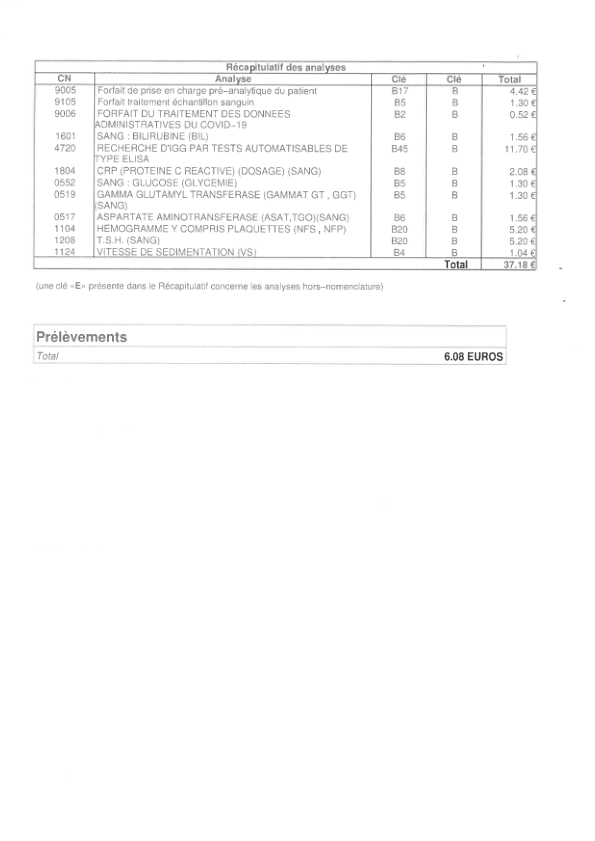 Récapitulatif des analyses
CN Analyse Clé Clé Total
9005 Forfait de prise en charge pré-analytique du patient B17 B 4.42 €
9105 Forfait traitement échantillon sanguin B5 B 1.30 €
9006 FORFAIT DU TRAITEMENT DES DONNEES B2 B 0.52 €
ADMINISTRATIVES DU COVID-19
1601 SANG : BILIRUBINE (BIL) B6 B 1.56 €
4720 RECHERCHE D'IGG PAR TESTS AUTOMATISABLES DE B45 B 11.70 €
TYPE ELISA
1804 CRP (PROTEINE C REACTIVE) (DOSAGE) (SANG) B8 B 2.08 €
0552 SANG : GLUCOSE (GLYCEMIE) B5 B 1.30 €
0519 GAMMA GLUTAMYL TRANSFERASE (GAMMAT GT , GGT) B5 B 1.30 €
(SANG)
0517 ASPARTATE AMINOTRANSFERASE (ASAT,TGO)(SANG) B6 B 1.56 €
1104 HEMOGRAMME Y COMPRIS PLAQUETTES (NFS , NFP) B20 B 5.20 €
1208 T.S.H. (SANG) B20 B 5.20 €
1124 VITESSE DE SEDIMENTATION (VS) B4 B 1.04 €
Total 37.18 €
(une clé «E» présente dans le Récapitulatif concerne les analyses hors-nomenclature)
Prélèvements
Total 6.08 EUROS